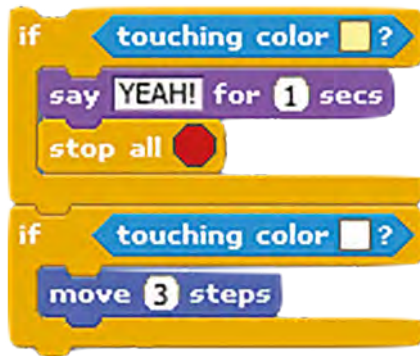 if touching color ?
say YEAH! for 1 secs
stop all
if touching color ?
move 3 steps